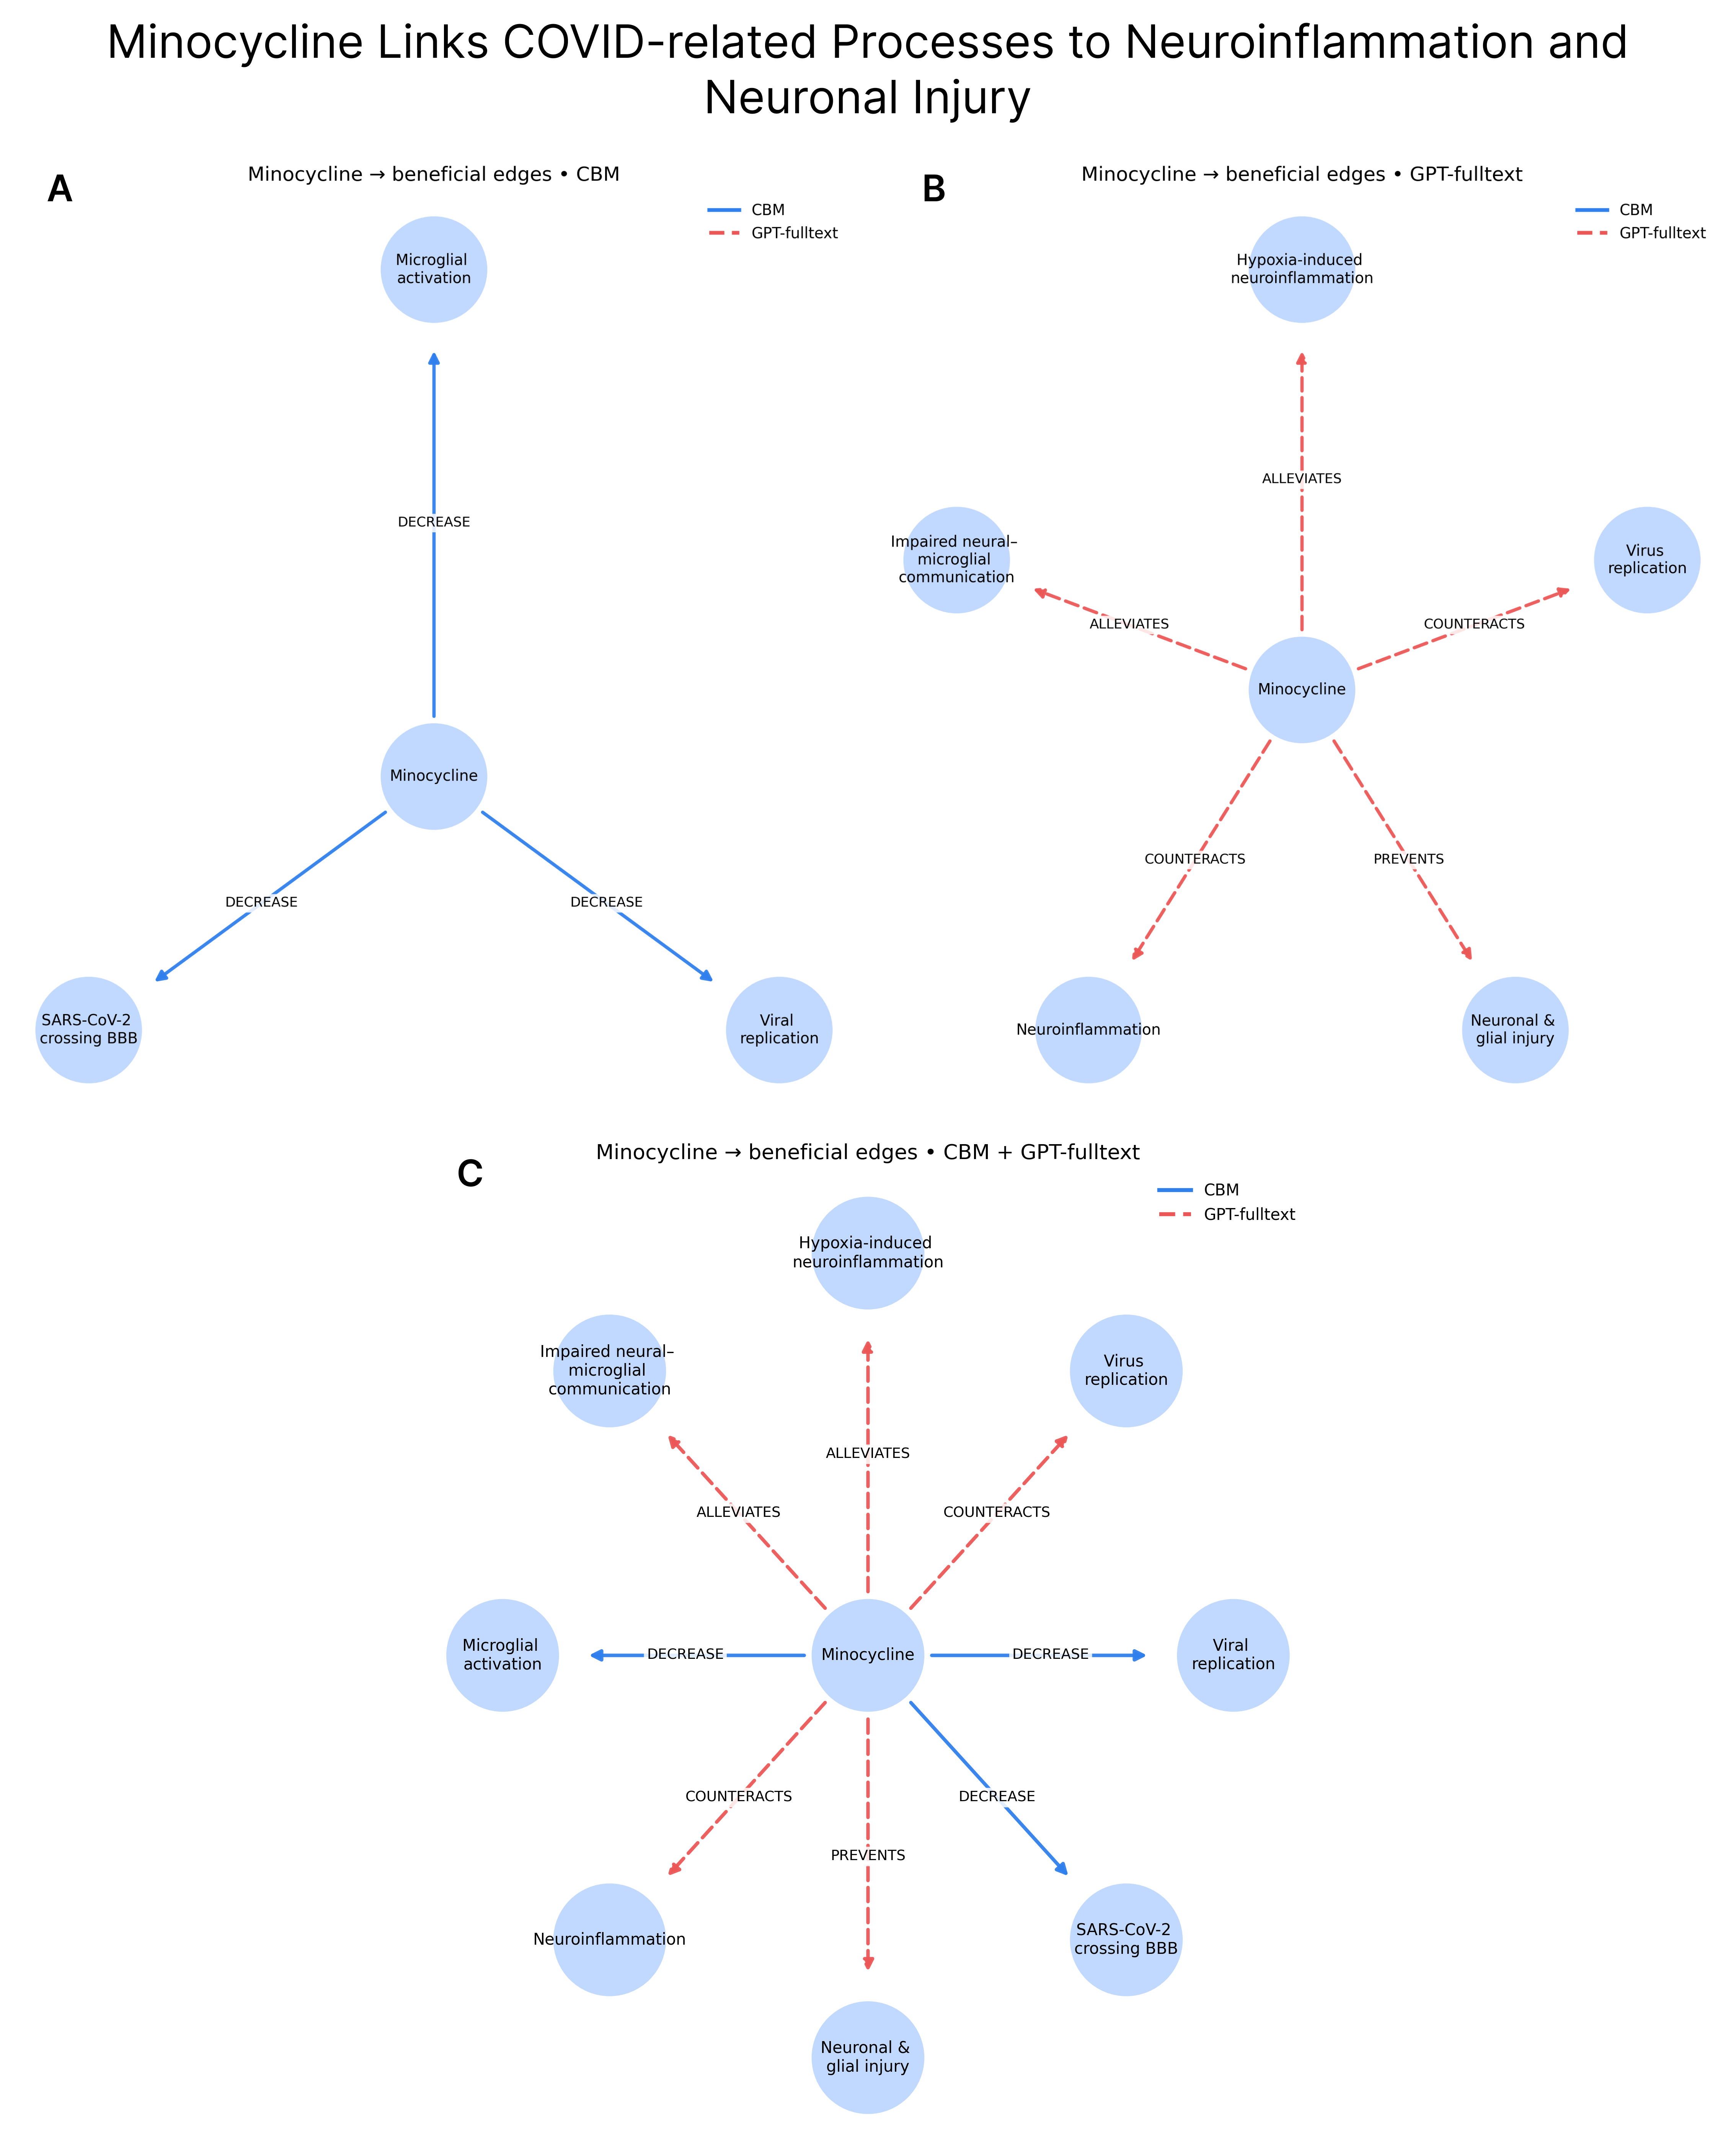 Minocycline Links COVID-related Processes to Neuroinflammation and
Neuronal Injury
A
Minocycline → beneficial edges • CBM
CBM
GPT-fulltext
Microglial
activation
DECREASE
Minocycline
DECREASE
DECREASE
SARS-CoV-2
crossing BBB
Viral
replication
B
Minocycline → beneficial edges • GPT-fulltext
CBM
GPT-fulltext
Hypoxia-induced
neuroinflammation
ALLEVIATES
Impaired neural–
microglial
communication
Virus
replication
ALLEVIATES
COUNTERACTS
Minocycline
COUNTERACTS
PREVENTS
Neuroinflammation
Neuronal &
glial injury
C
Minocycline → beneficial edges • CBM + GPT-fulltext
CBM
GPT-fulltext
Hypoxia-induced
neuroinflammation
Impaired neural–
microglial
communication
Virus
replication
ALLEVIATES
ALLEVIATES
COUNTERACTS
Microglial
activation
DECREASE
Minocycline
DECREASE
Viral
replication
COUNTERACTS
DECREASE
PREVENTS
Neuroinflammation
SARS-CoV-2
crossing BBB
Neuronal &
glial injury